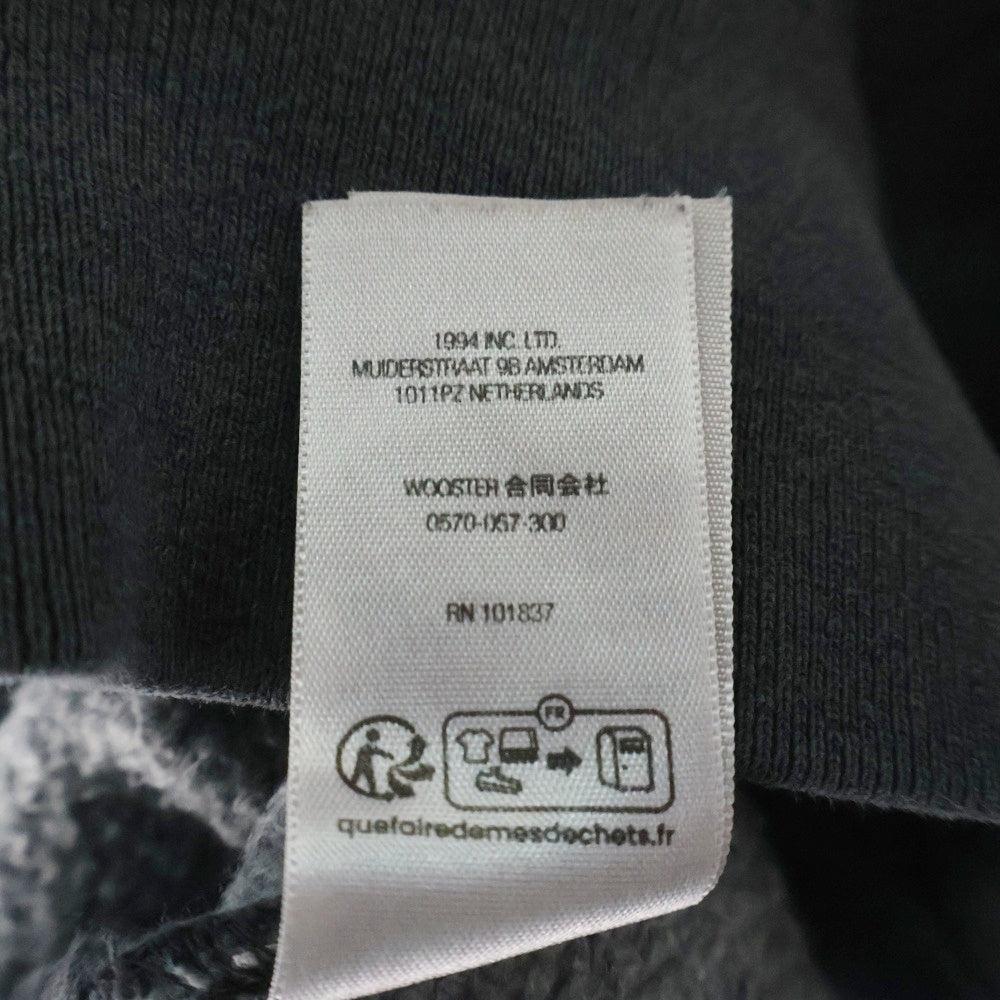 1994 INC. LTD.
MUIDERSTRAAT 9B AMSTERDAM
1011PZ NETHERLANDS
WOOSTER 合同会社
0570-057-300
RN 101837
FR
quefairedemesdechets.fr